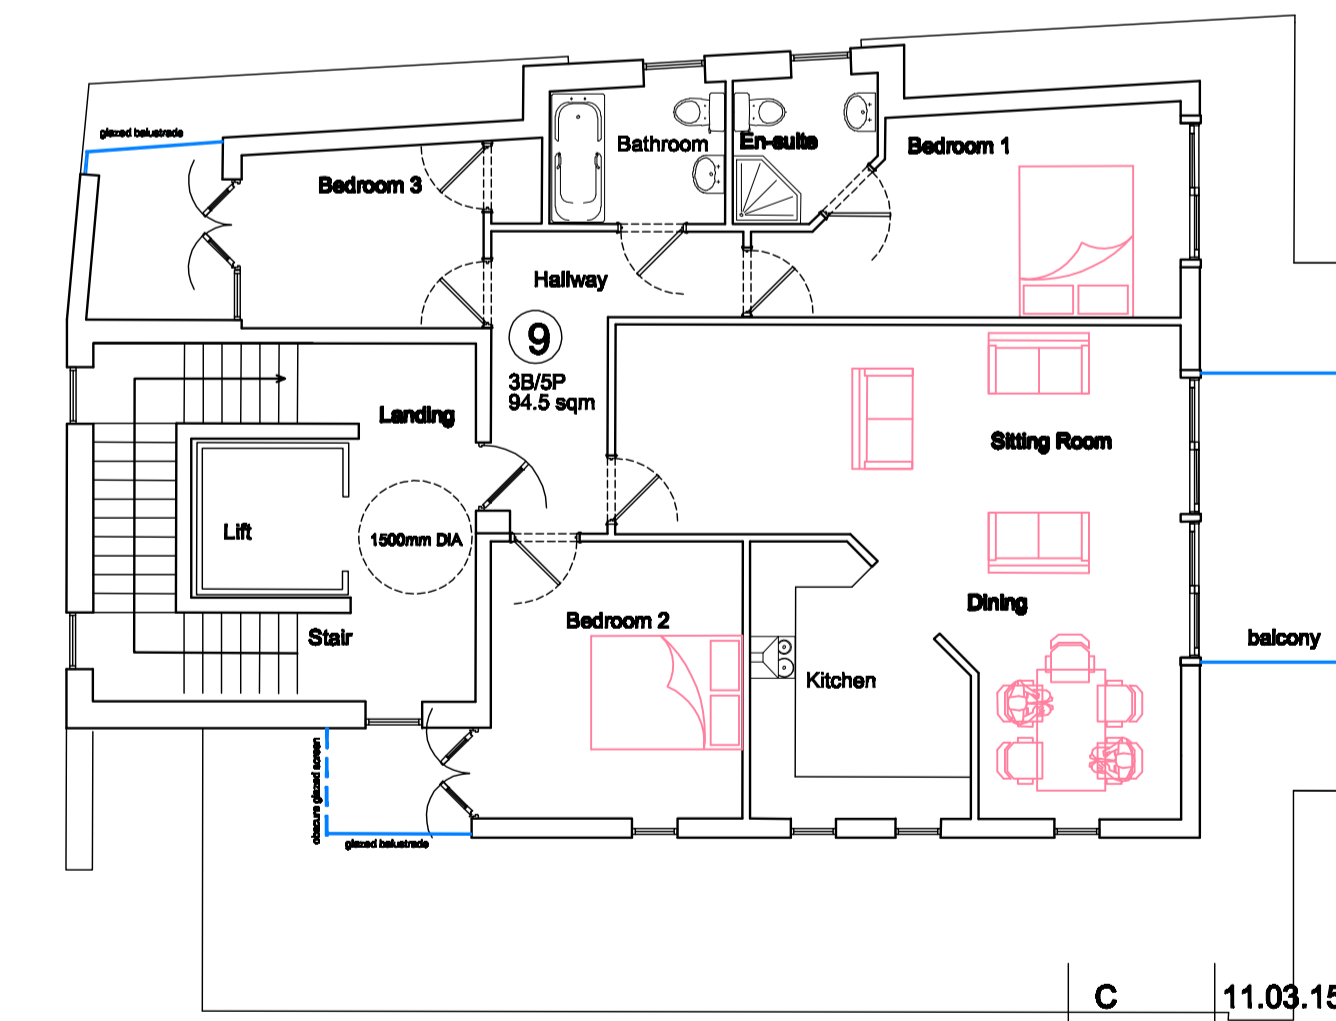 glazed balustrade
Bedroom 3
Bathroom
En-suite
Bedroom 1
Hallway
9
3B/5P
94.5 sqm
Landing
Sitting Room
Lift
1500mm DIA
Dining
Stair
Bedroom 2
balcony
Kitchen
obscure glazed screen
glazed balustrade
C
11.03.15